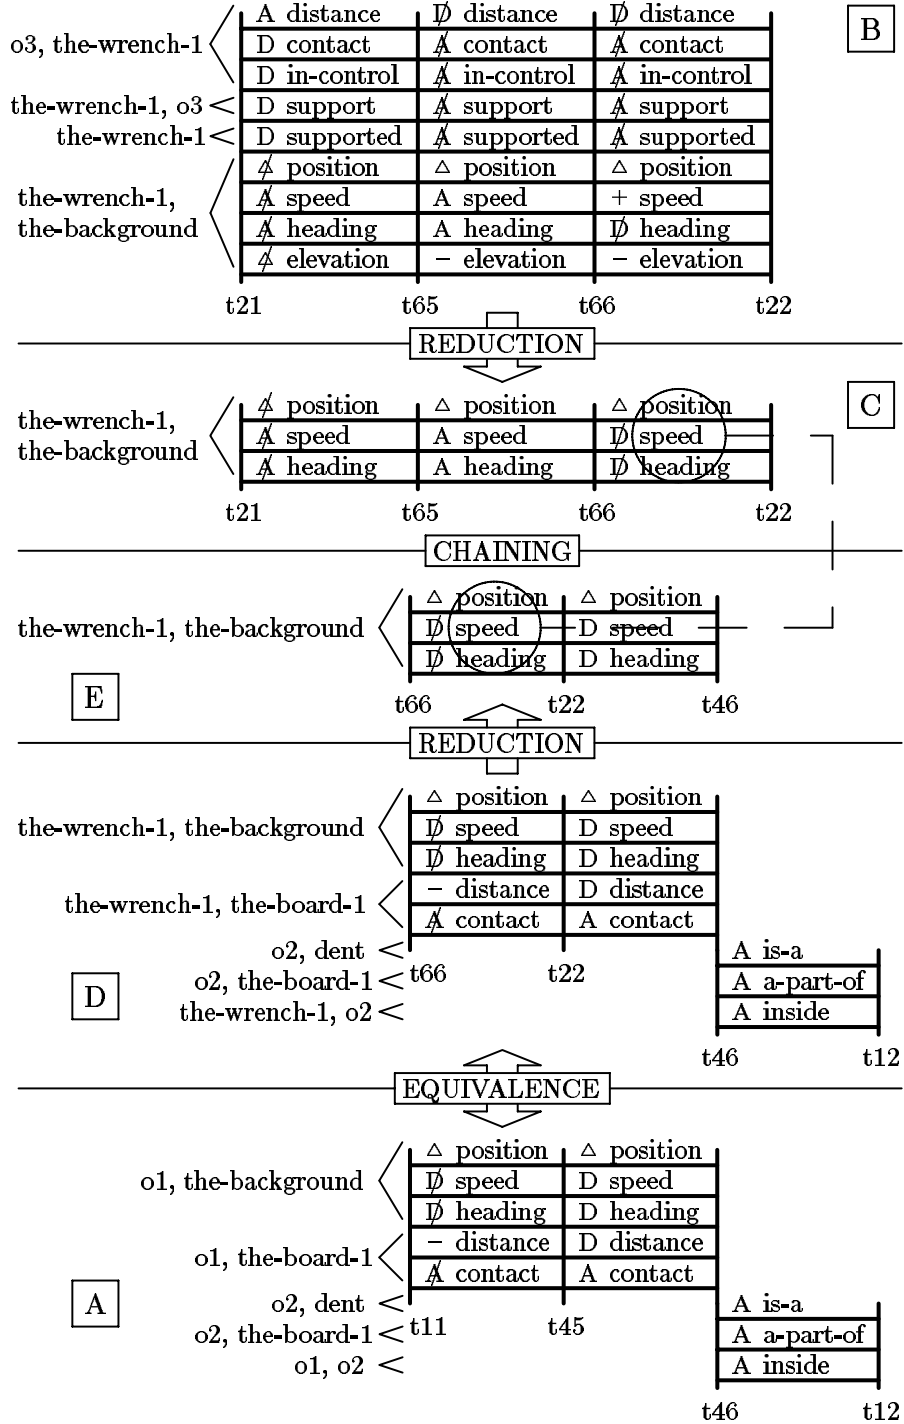 A distance D̸ distance D̸ distance
B
o3, the-wrench-1 D contact A̸ contact A̸ contact
D in-control A̸ in-control A̸ in-control
the-wrench-1, o3 < D support A̸ support A̸ support
the-wrench-1 < D supported A̸ supported A̸ supported
△̸ position △ position △ position
the-wrench-1, A̸ speed A speed + speed
the-background A̸ heading A heading D̸ heading
△̸ elevation − elevation − elevation
t21 t65 t66 t22
REDUCTION
C
△̸ position △ position △ position
the-wrench-1, A̸ speed A speed D̸ speed
the-background A̸ heading A heading D̸ heading
t21 t65 t66 t22
CHAINING
△ position △ position
the-wrench-1, the-background D̸ speed D speed
D̸ heading D heading
E
t66 t22 t46
REDUCTION
△ position △ position
the-wrench-1, the-background D̸ speed D speed
D̸ heading D heading
− distance D distance
the-wrench-1, the-board-1
A̸ contact A contact
o2, dent < A is-a
t66 t22
D
o2, the-board-1 < A a-part-of
the-wrench-1, o2 < A inside
t46 t12
EQUIVALENCE
△ position △ position
o1, the-background D̸ speed D speed
D̸ heading D heading
− distance D distance
o1, the-board-1
A̸ contact A contact
A
o2, dent < A is-a
t11 t45
o2, the-board-1 < A a-part-of
o1, o2 < A inside
t46 t12